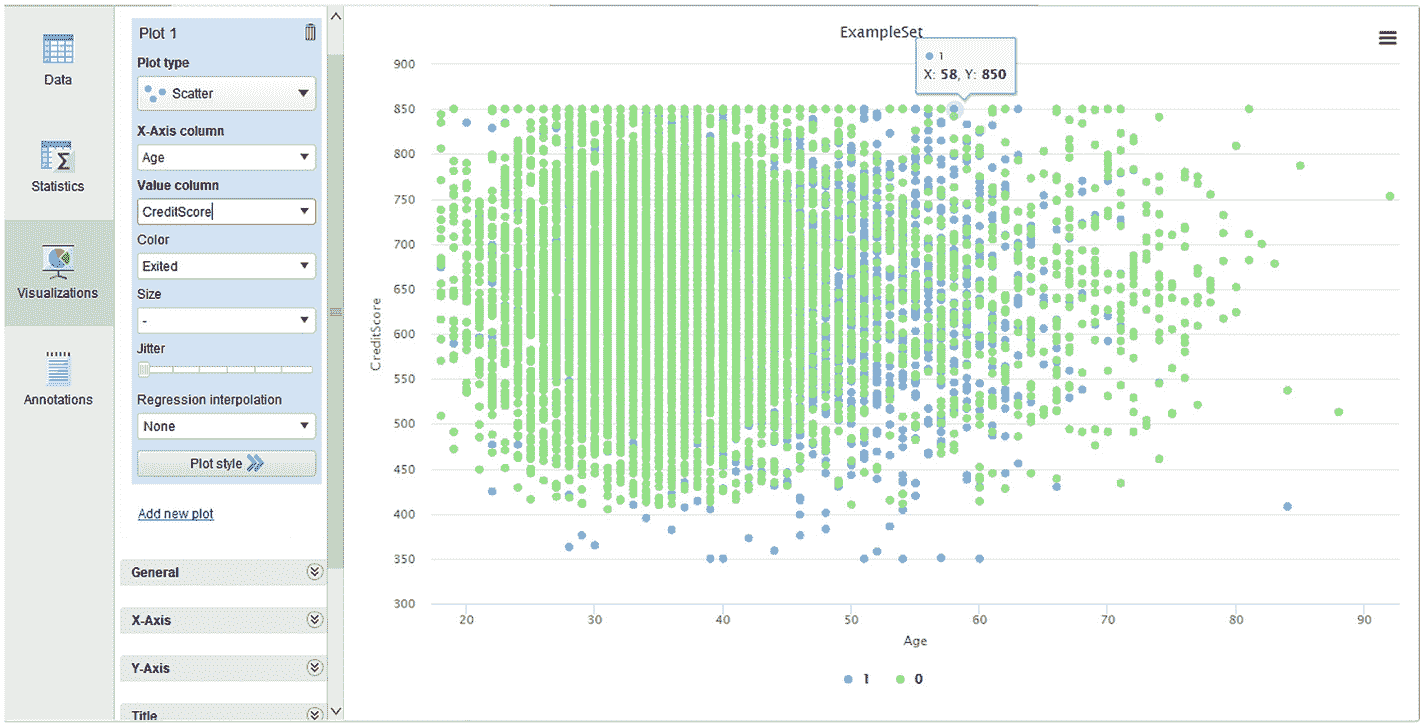 Data
Statistics
Visualizations
Annotations
Plot 1
Plot type
Scatter
X-Axis column
Age
Value column
CreditScore
Color
Exited
Size
-
Jitter
Regression interpolation
None
Plot style
Add new plot
General
X-Axis
Y-Axis
Title
ExampleSet
1
X: 58, Y: 850
900
850
800
750
700
650
600
550
500
450
400
350
300
CreditScore
20 30 40 50 60 70 80 90
Age
1 0